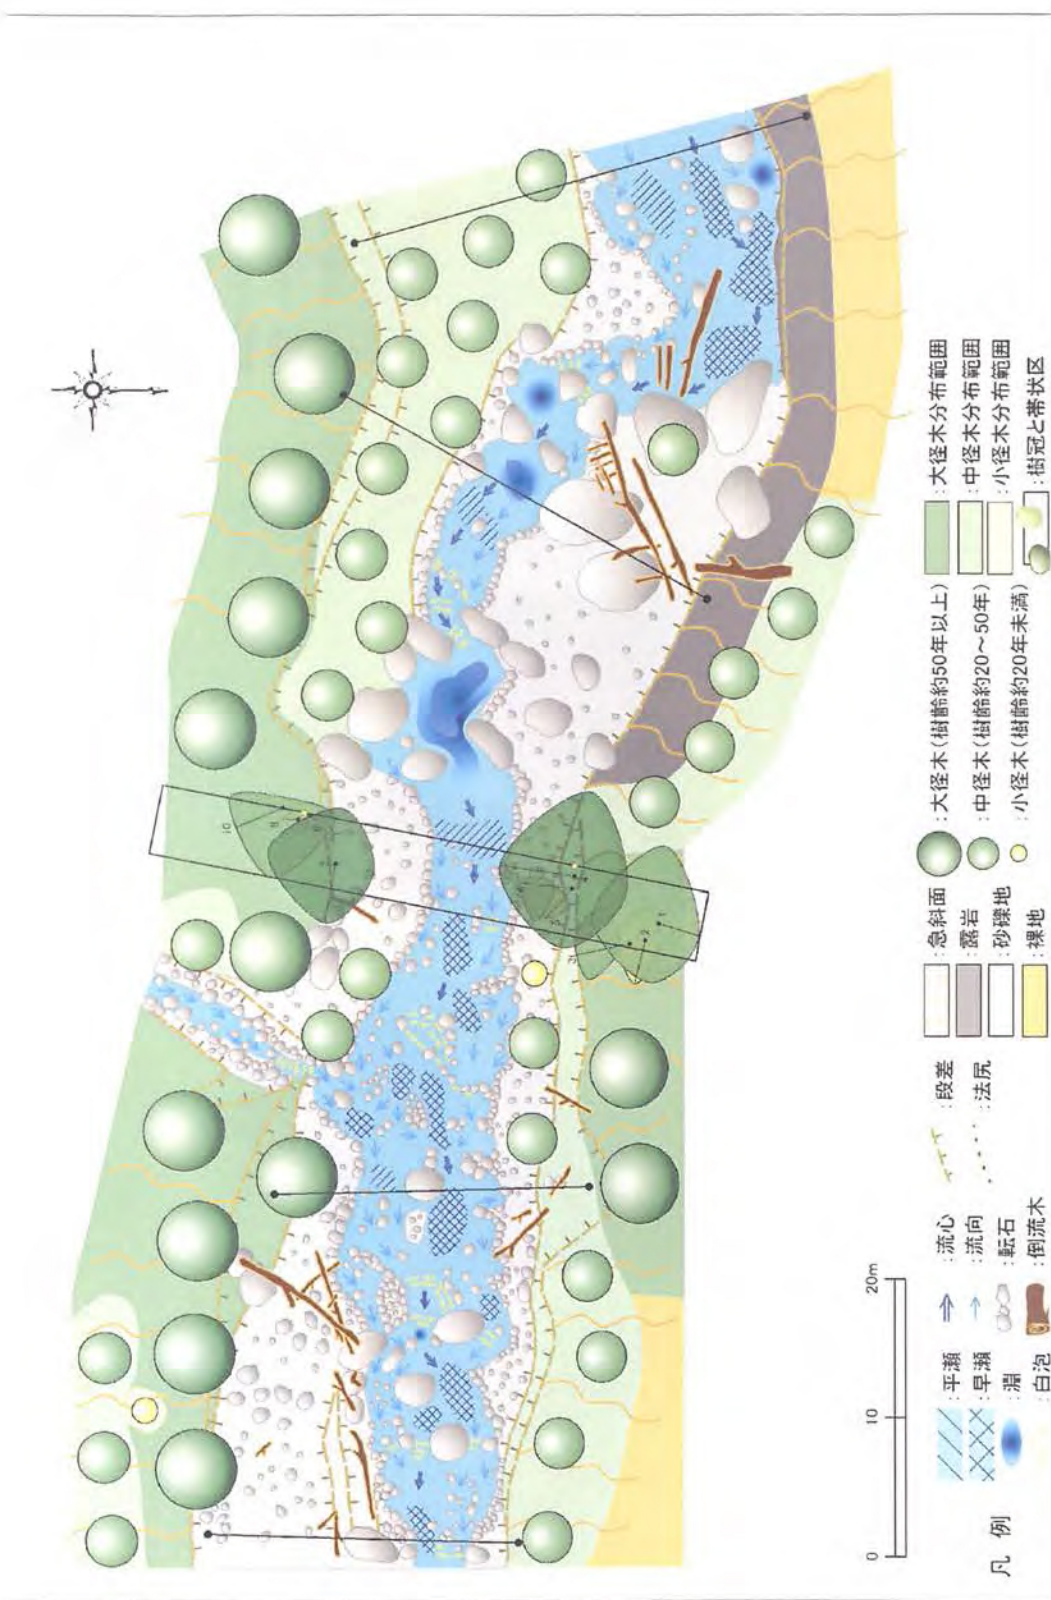 凡例
:平瀬
:早瀬
:淵
:白泡
:流心
:流向
:転石
:倒流木
:段差
:法尻
:急斜面
:露岩
:砂礫地
:裸地
:大径木(樹齢約50年以上)
:中径木(樹齢約20〜50年)
:小径木(樹齢約20年未満)
:大径木分布範囲
:中径木分布範囲
:小径木分布範囲
:樹冠と帯状区
0 10 20m
10
1
2
3